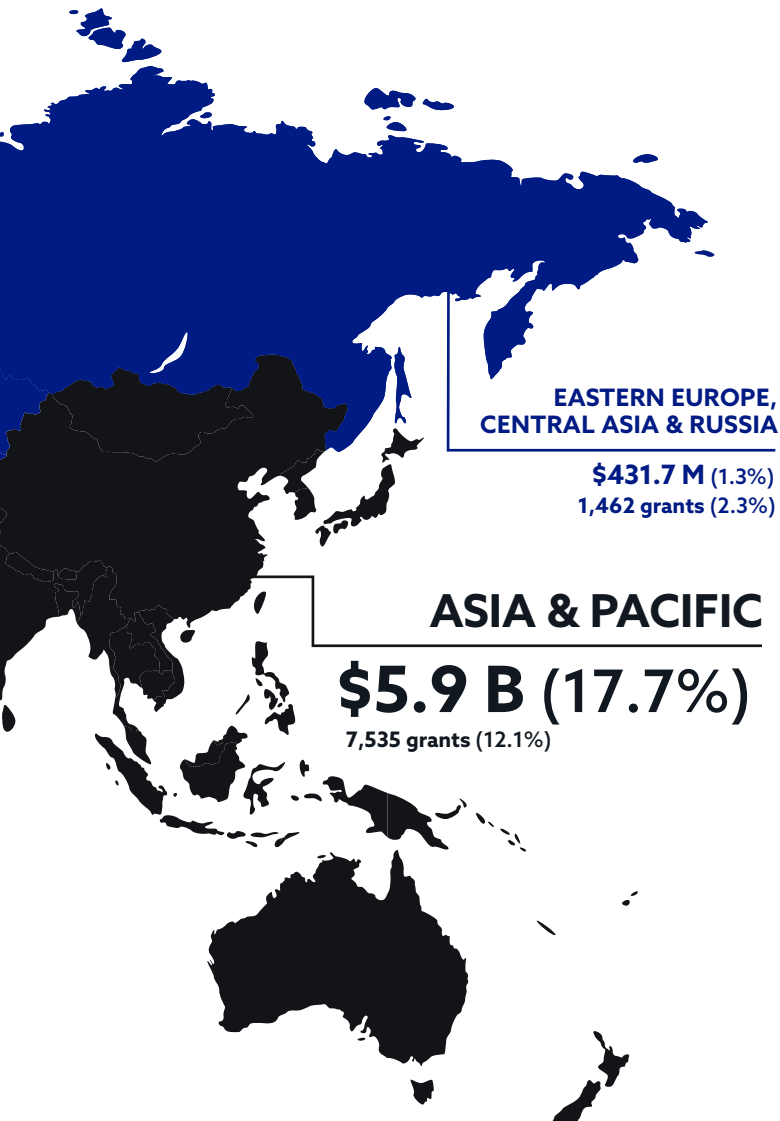 EASTERN EUROPE,
CENTRAL ASIA & RUSSIA
$431.7 M (1.3%)
1,462 grants (2.3%)
ASIA & PACIFIC
$5.9 B (17.7%)
7,535 grants (12.1%)